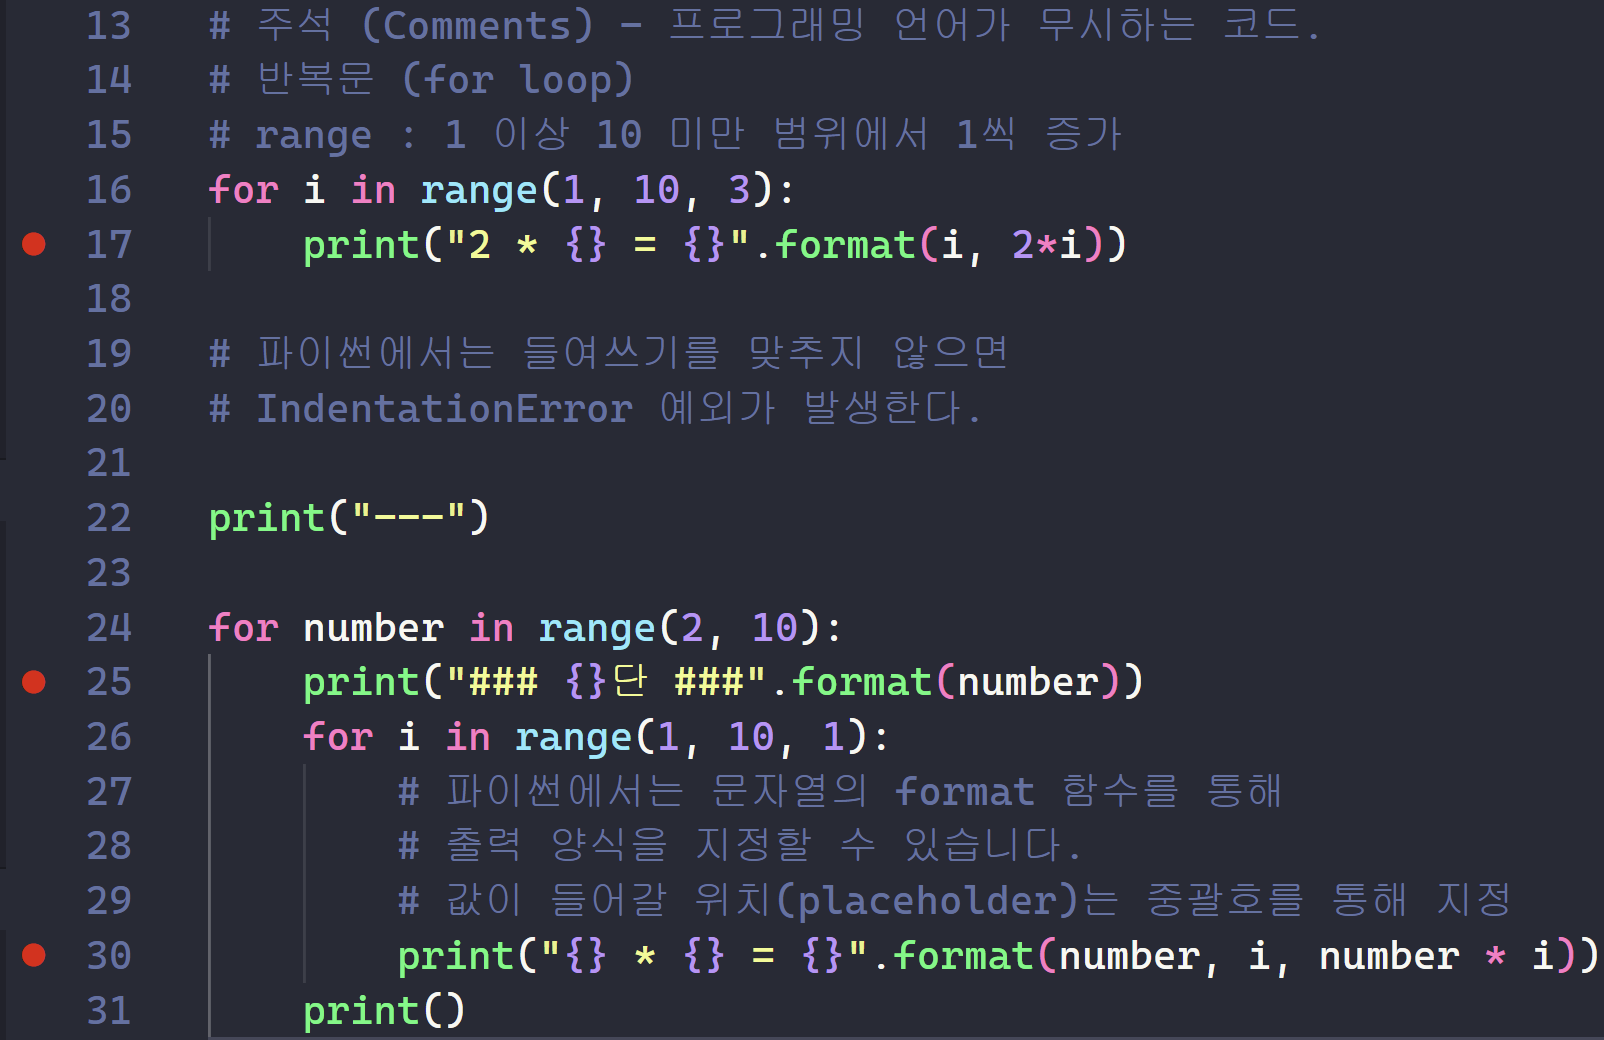 13 # 주석 (Comments) - 프로그래밍 언어가 무시하는 코드.
14 # 반복문 (for loop)
15 # range : 1 이상 10 미만 범위에서 1씩 증가
16 for i in range(1, 10, 3):
17     print("2 * {} = {}".format(i, 2*i))
18
19 # 파이썬에서는 들여쓰기를 맞추지 않으면
20 # IndentationError 예외가 발생한다.
21
22 print("---")
23
24 for number in range(2, 10):
25     print("### {}단 ###".format(number))
26     for i in range(1, 10, 1):
27         # 파이썬에서는 문자열의 format 함수를 통해
28         # 출력 양식을 지정할 수 있습니다.
29         # 값이 들어갈 위치(placeholder)는 중괄호를 통해 지정
30         print("{} * {} = {}".format(number, i, number * i))
31     print()